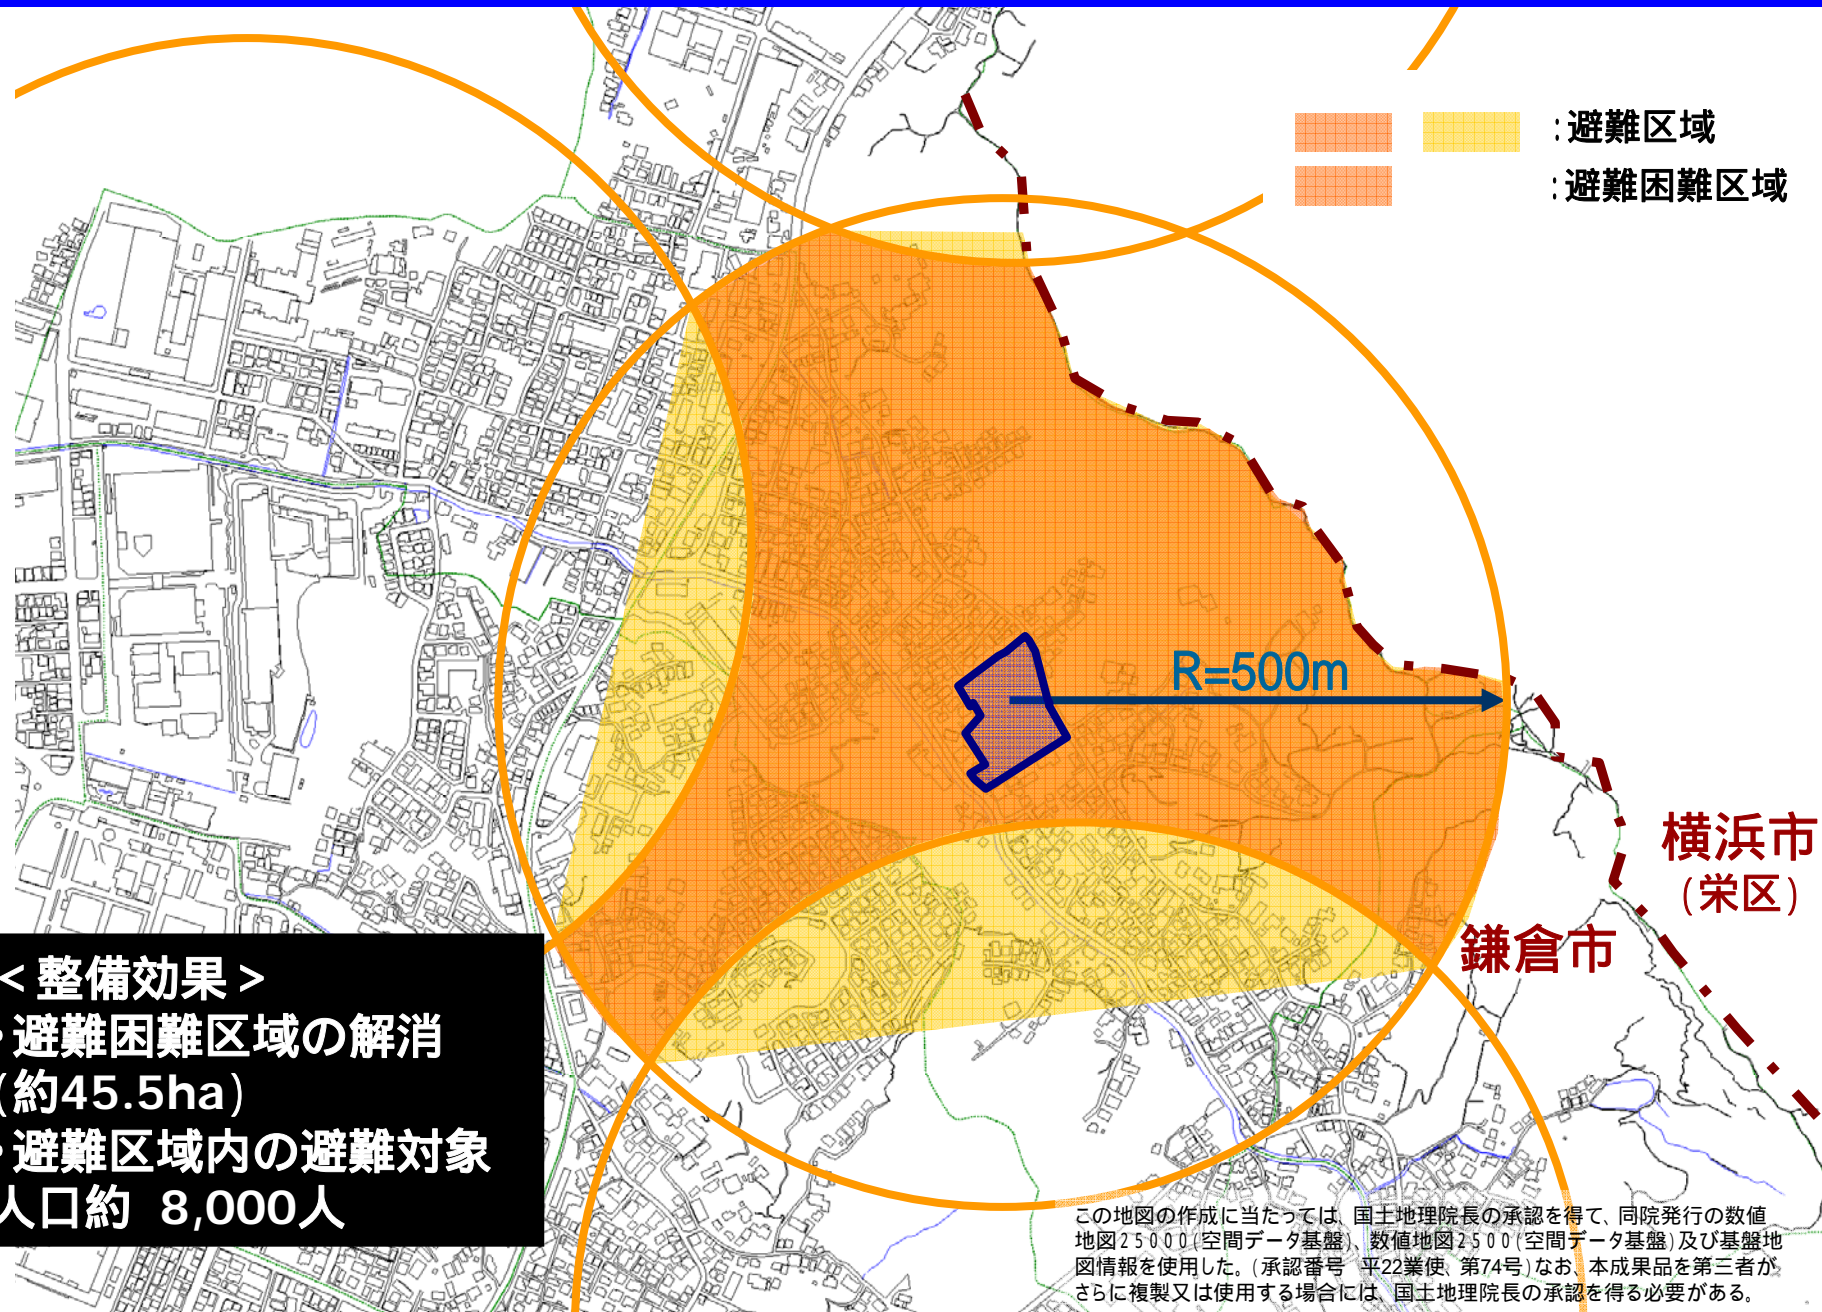 :避難区域
:避難困難区域
R=500m
横浜市
(栄区)
鎌倉市
<整備効果>
・避難困難区域の解消
(約45.5ha)
・避難区域内の避難対象
人口約 8,000人
この地図の作成に当たっては、国土地理院長の承認を得て、同院発行の数値
地図25000(空間データ基盤)、数値地図2500(空間データ基盤)及び基盤地
図情報を使用した。(承認番号 平22業使、第74号)なお、本成果品を第三者が
さらに複製又は使用する場合には、国土地理院長の承認を得る必要がある。